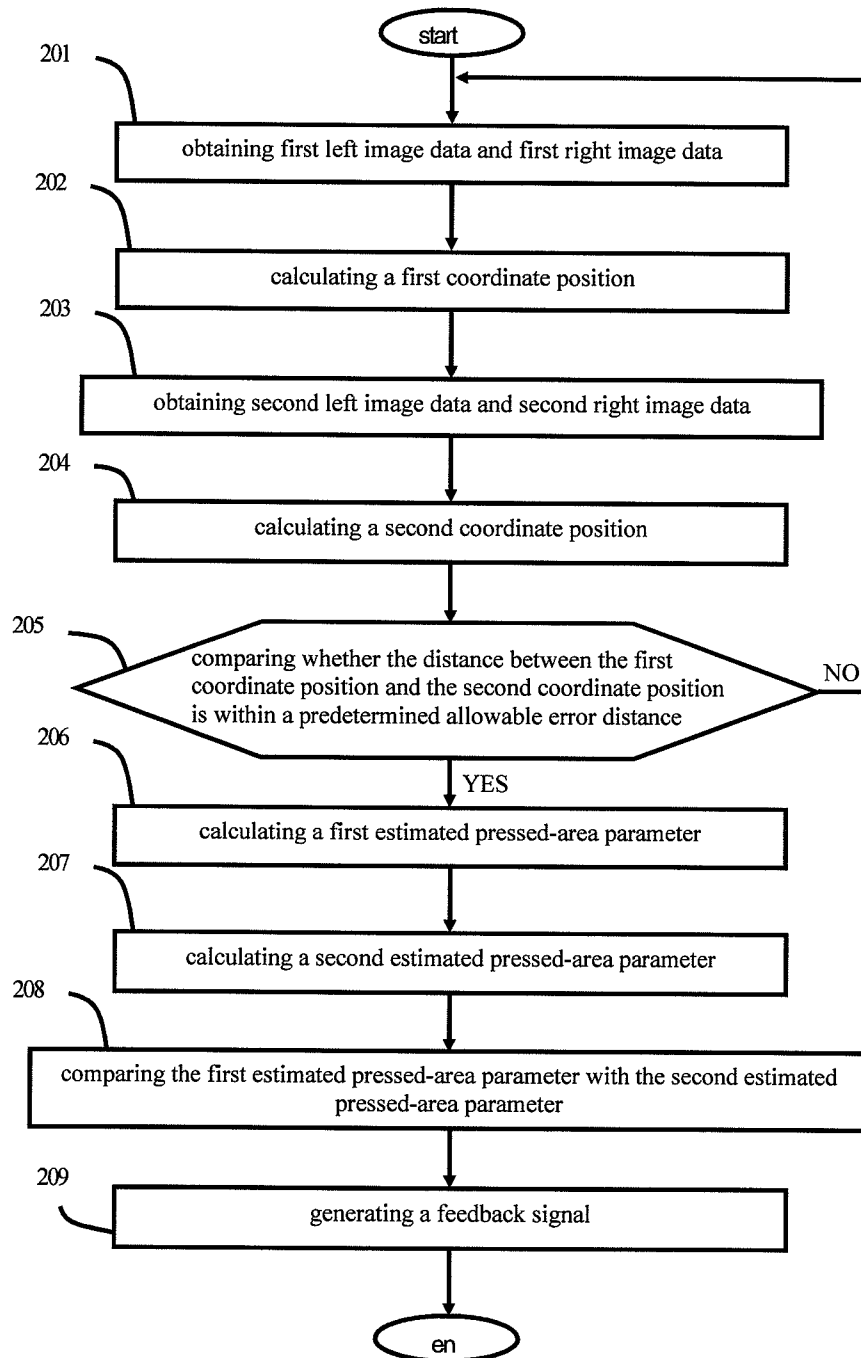 start
201
obtaining first left image data and first right image data
202
calculating a first coordinate position
203
obtaining second left image data and second right image data
204
calculating a second coordinate position
205
comparing whether the distance between the first
coordinate position and the second coordinate position
is within a predetermined allowable error distance
NO
206
YES
calculating a first estimated pressed-area parameter
207
calculating a second estimated pressed-area parameter
208
comparing the first estimated pressed-area parameter with the second estimated
pressed-area parameter
209
generating a feedback signal
en